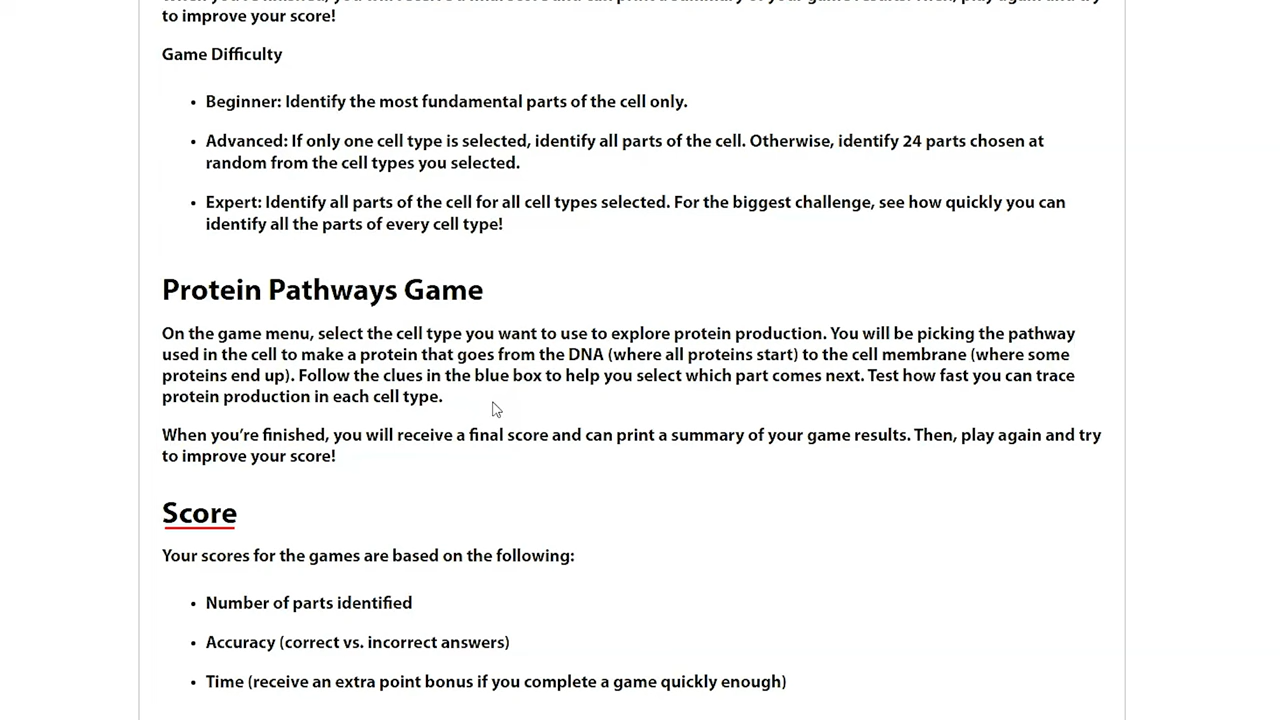 to improve your score!
Game Difficulty
• Beginner: Identify the most fundamental parts of the cell only.
• Advanced: If only one cell type is selected, identify all parts of the cell. Otherwise, identify 24 parts chosen at
random from the cell types you selected.
• Expert: Identify all parts of the cell for all cell types selected. For the biggest challenge, see how quickly you can
identify all the parts of every cell type!
Protein Pathways Game
On the game menu, select the cell type you want to use to explore protein production. You will be picking the pathway
used in the cell to make a protein that goes from the DNA (where all proteins start) to the cell membrane (where some
proteins end up). Follow the clues in the blue box to help you select which part comes next. Test how fast you can trace
protein production in each cell type.
When you're finished, you will receive a final score and can print a summary of your game results. Then, play again and try
to improve your score!
Score
Your scores for the games are based on the following:
• Number of parts identified
• Accuracy (correct vs. incorrect answers)
• Time (receive an extra point bonus if you complete a game quickly enough)